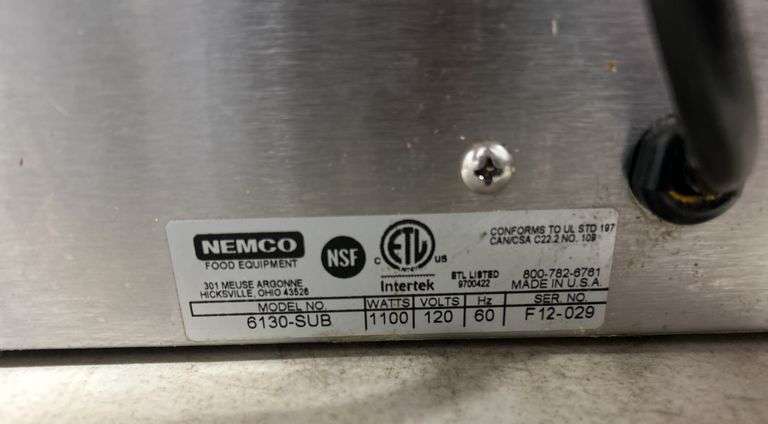 NEMCO
FOOD EQUIPMENT
301 MEUSE ARGONNE
HICKSVILLE, OHIO 43526
NSF
C ETL US
Intertek
ETL LISTED
9700422
CONFORMS TO UL STD 197
CAN/CSA C22.2 NO. 109
800-782-6761
MADE IN U.S.A.
MODEL NO. WATTS VOLTS Hz SER. NO.
6130-SUB 1100 120 60 F12-029